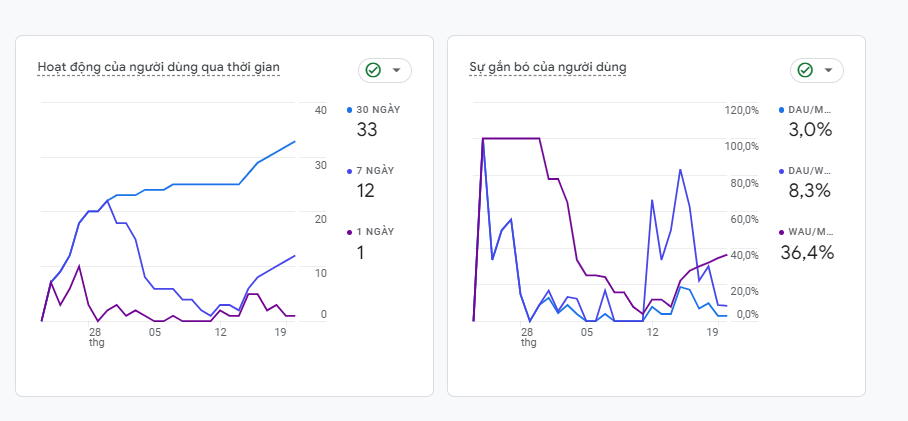 Hoạt động của người dùng qua thời gian
40
30
20
10
0
28
thg
05
12
19
30 NGÀY
33
7 NGÀY
12
1 NGÀY
1
Sự gắn bó của người dùng
120,0%
100,0%
80,0%
60,0%
40,0%
20,0%
0,0%
28
thg
05
12
19
DAU/M...
3,0%
DAU/W...
8,3%
WAU/M...
36,4%